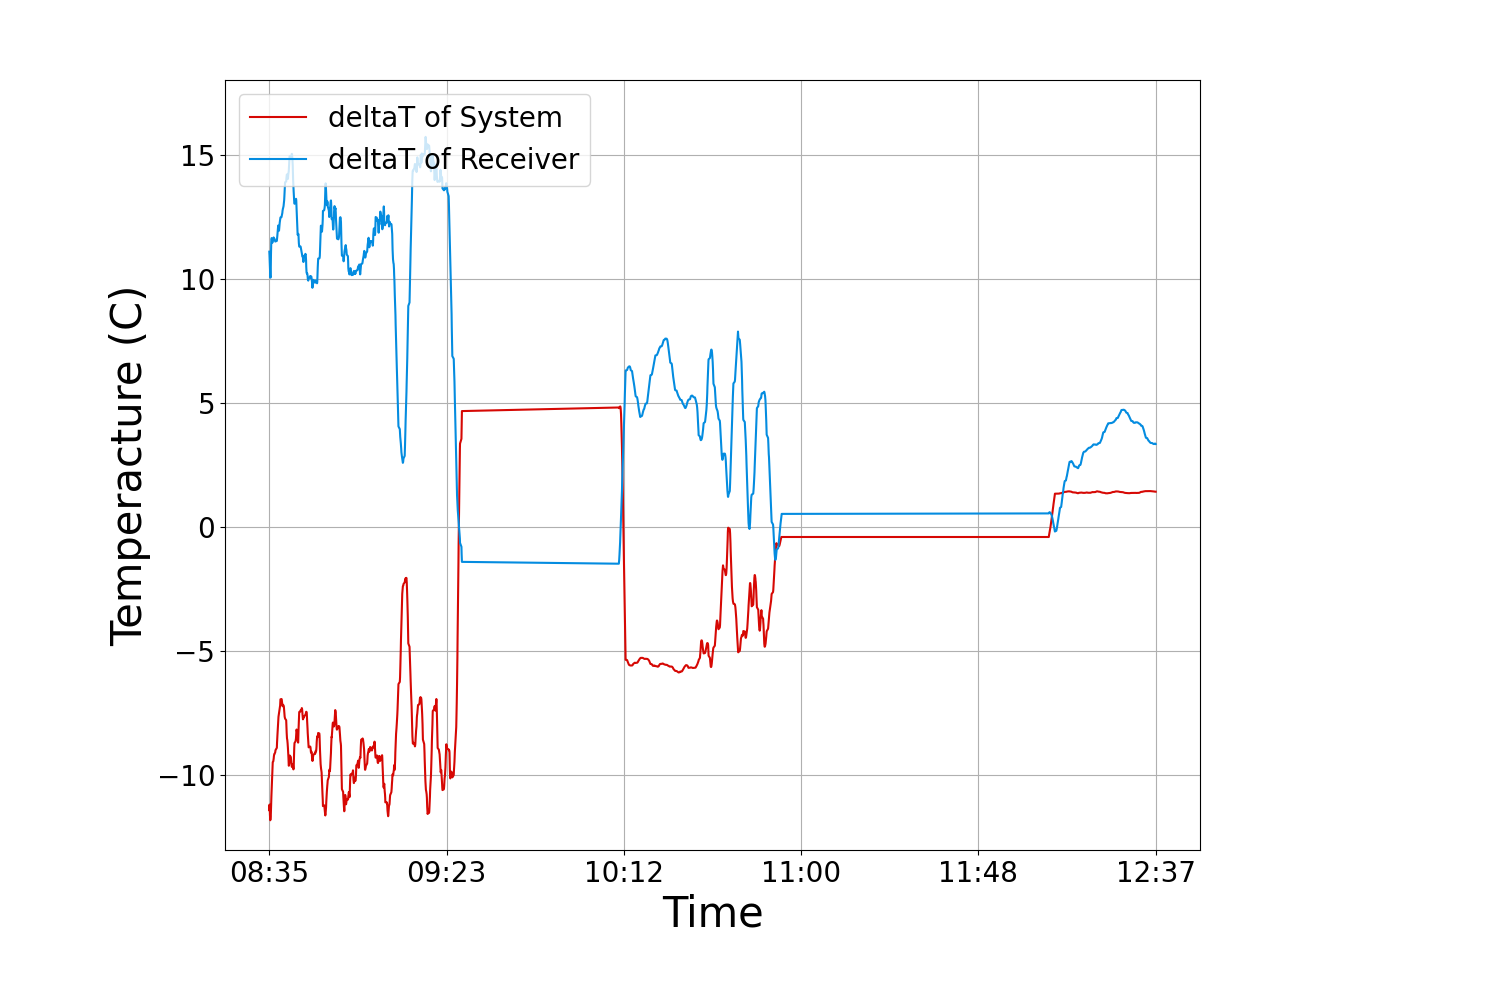 deltaT of System
deltaT of Receiver
15
10
5
0
−5
−10
Temperacture (C)
08:35 09:23 10:12 11:00 11:48 12:37
Time